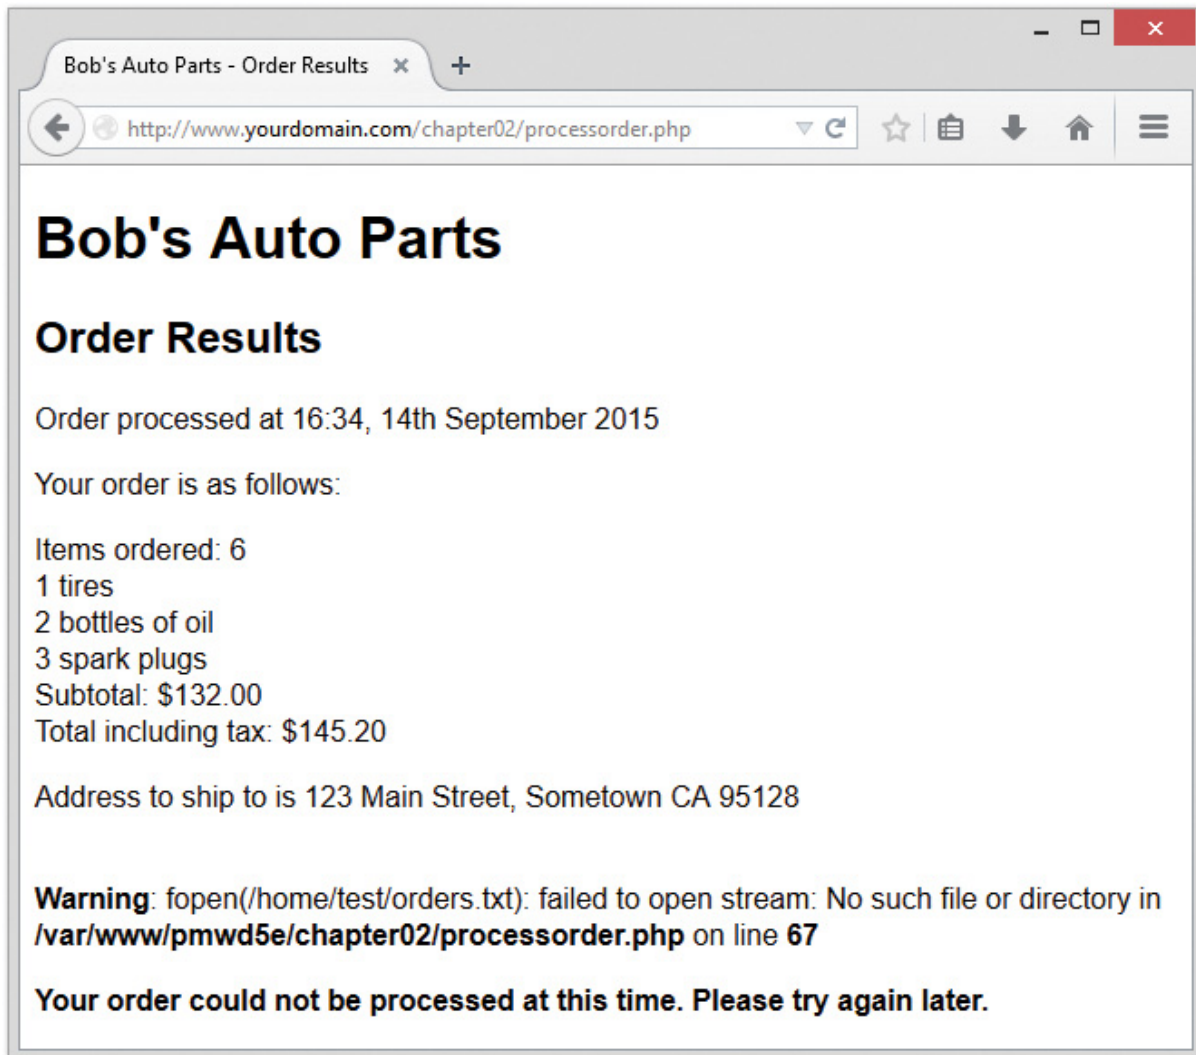 Bob's Auto Parts - Order Results
http://www.yourdomain.com/chapter02/processorder.php
Bob's Auto Parts
Order Results
Order processed at 16:34, 14th September 2015
Your order is as follows:
Items ordered: 6
1 tires
2 bottles of oil
3 spark plugs
Subtotal: $132.00
Total including tax: $145.20
Address to ship to is 123 Main Street, Sometown CA 95128
Warning: fopen(/home/test/orders.txt): failed to open stream: No such file or directory in
/var/www/pmwd5e/chapter02/processorder.php on line 67
Your order could not be processed at this time. Please try again later.